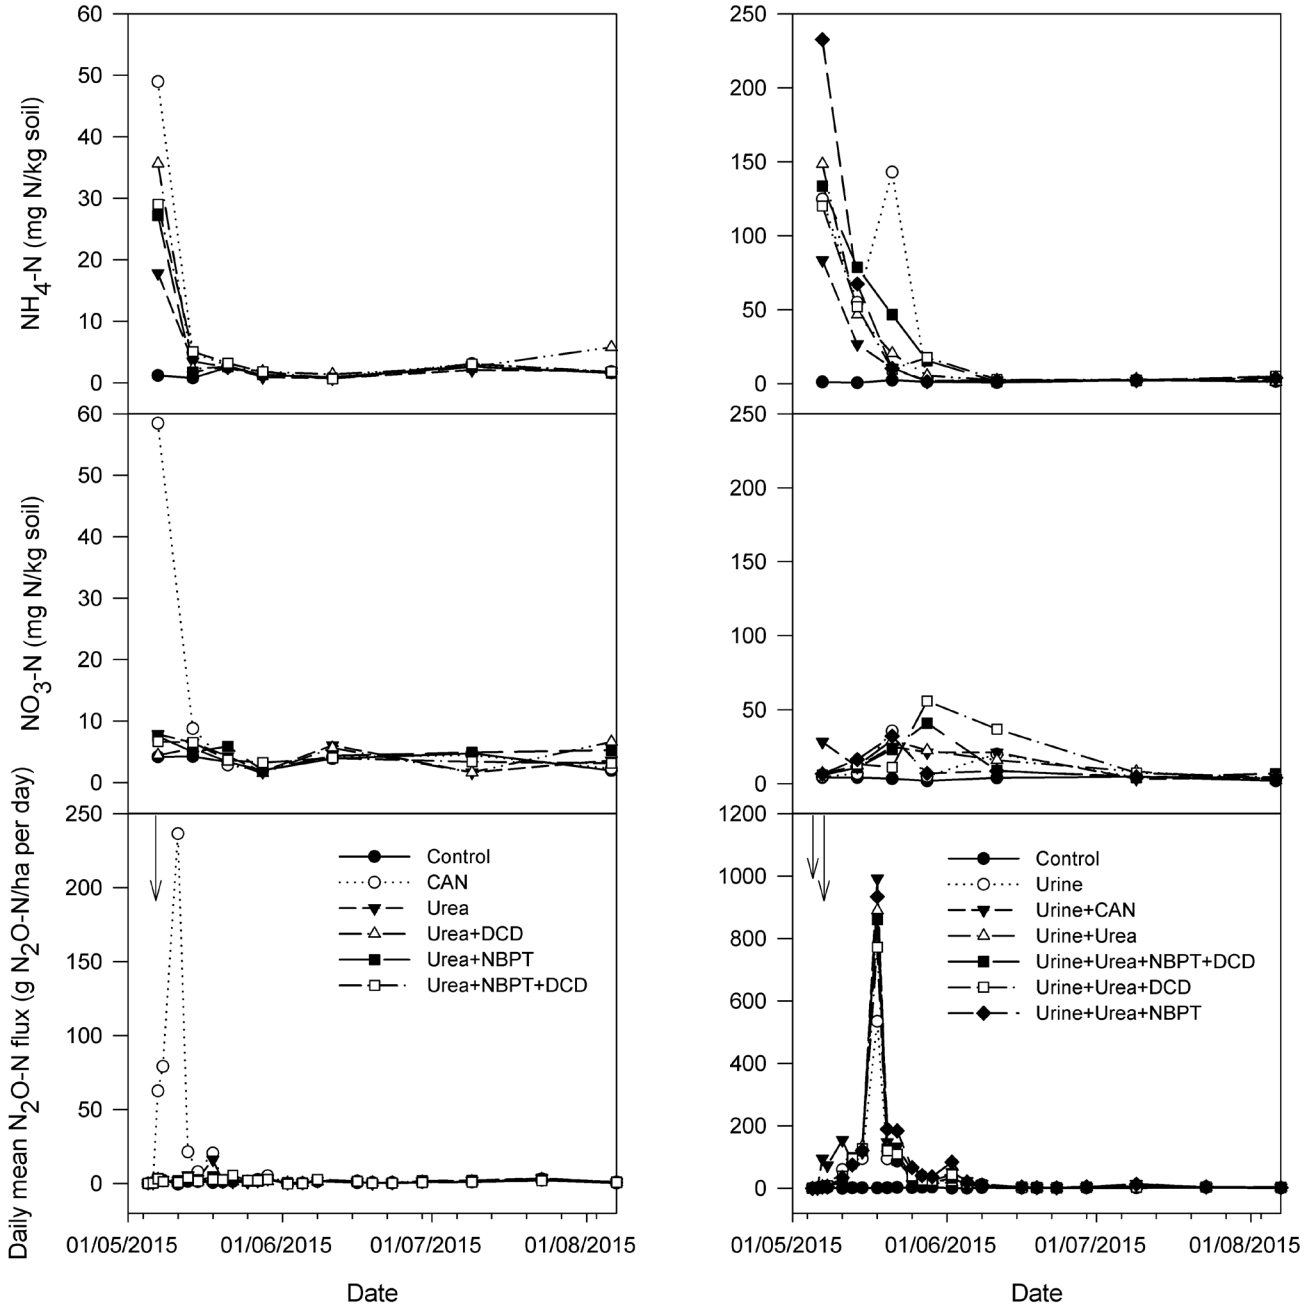 NH4-N (mg N/kg soil)
60
50
40
30
20
10
0
250
200
150
100
50
0
NO3-N (mg N/kg soil)
60
50
40
30
20
10
0
250
200
150
100
50
0
Daily mean N2O-N flux (g N2O-N/ha per day)
250
200
150
100
50
0
Control
CAN
Urea
Urea+DCD
Urea+NBPT
Urea+NBPT+DCD
01/05/2015 01/06/2015 01/07/2015 01/08/2015
Date
1200
1000
800
600
400
200
0
Control
Urine
Urine+CAN
Urine+Urea
Urine+Urea+NBPT+DCD
Urine+Urea+DCD
Urine+Urea+NBPT
01/05/2015 01/06/2015 01/07/2015 01/08/2015
Date